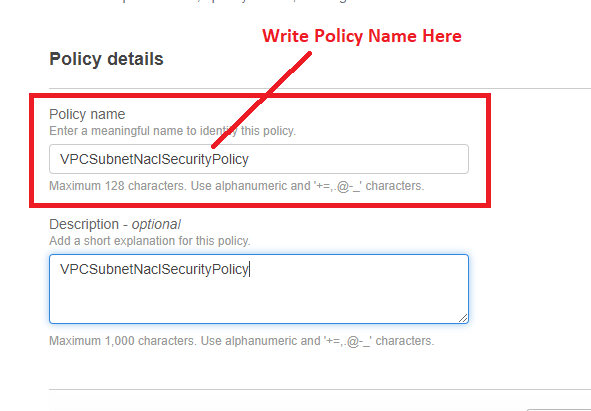 Write Policy Name Here
Policy details
Policy name
Enter a meaningful name to identify this policy.
VPCSubnetNaclSecurityPolicy
Maximum 128 characters. Use alphanumeric and '+=,.@-_' characters.
Description - optional
Add a short explanation for this policy.
VPCSubnetNaclSecurityPolicy
Maximum 1,000 characters. Use alphanumeric and '+=,.@-_' characters.